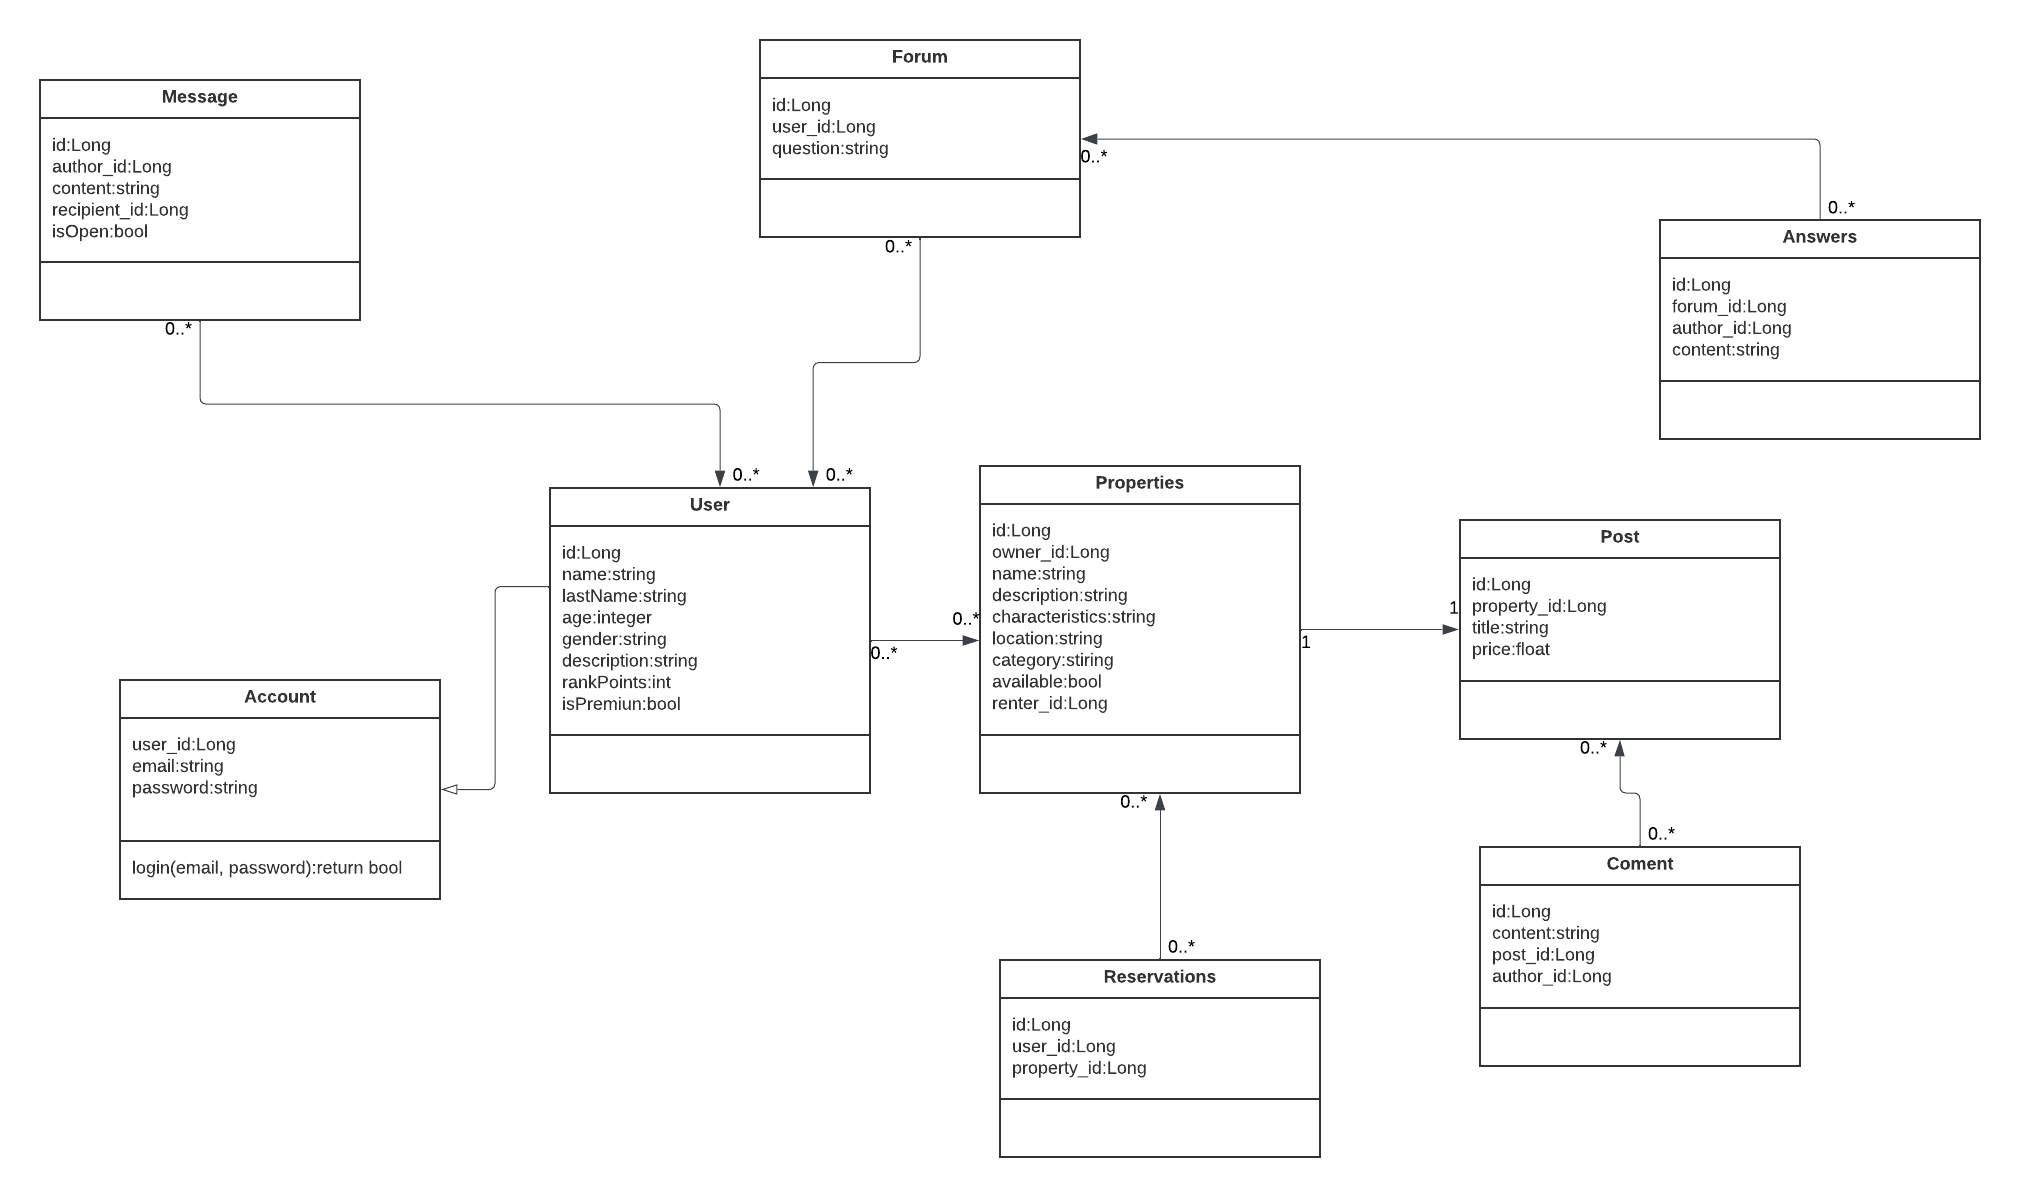 Forum
id:Long
user_id:Long
question:string
0..*
0..*
Message
id:Long
author_id:Long
content:string
recipient_id:Long
isOpen:bool
0..*
0..*
Answers
id:Long
forum_id:Long
author_id:Long
content:string
0..*
0..*
User
id:Long
name:string
lastName:string
age:integer
gender:string
description:string
rankPoints:int
isPremiun:bool
0..*
0..*
Properties
id:Long
owner_id:Long
name:string
description:string
characteristics:string
location:string
category:stiring
available:bool
renter_id:Long
1
1
Post
id:Long
property_id:Long
title:string
price:float
Account
user_id:Long
email:string
password:string
login(email, password):return bool
0..*
0..*
0..*
0..*
Coment
id:Long
content:string
post_id:Long
author_id:Long
Reservations
id:Long
user_id:Long
property_id:Long